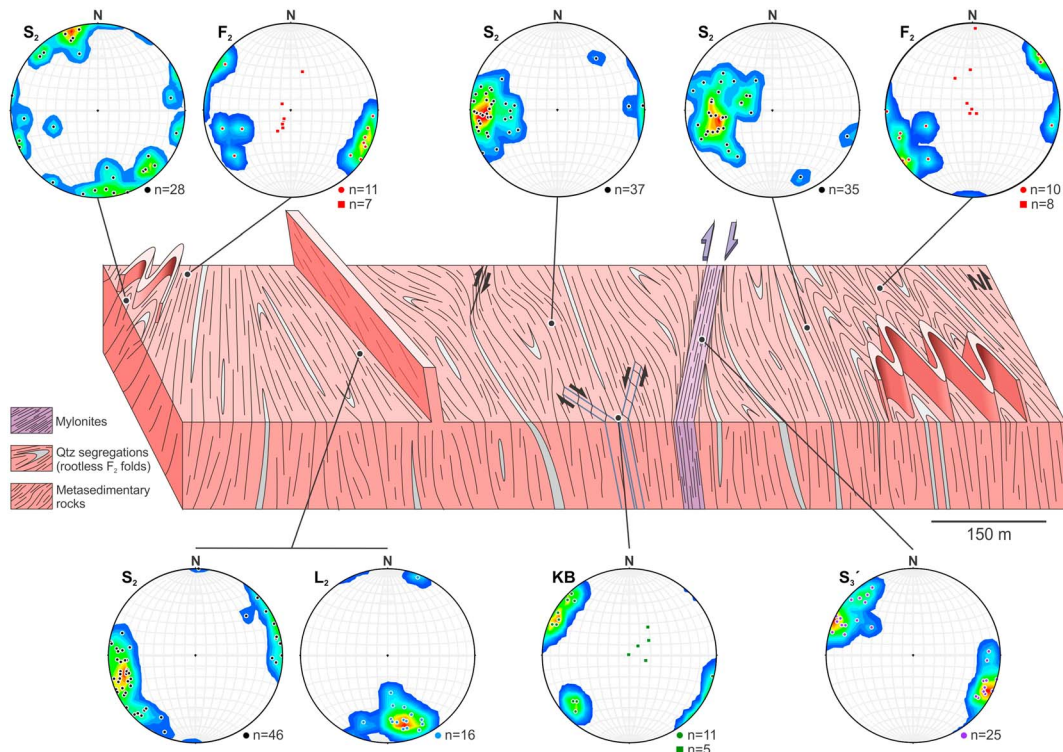 N
N
N
N
N
S₂
F₂
S₂
S₂
F₂
n=28
n=11
n=7
n=37
n=35
n=10
n=8
N
Mylonites
Qtz segregations
(rootless F₂ folds)
Metasedimentary
rocks
150 m
N
N
N
N
S₂
L₂
KB
S₃´
n=46
n=16
n=11
n=5
n=25